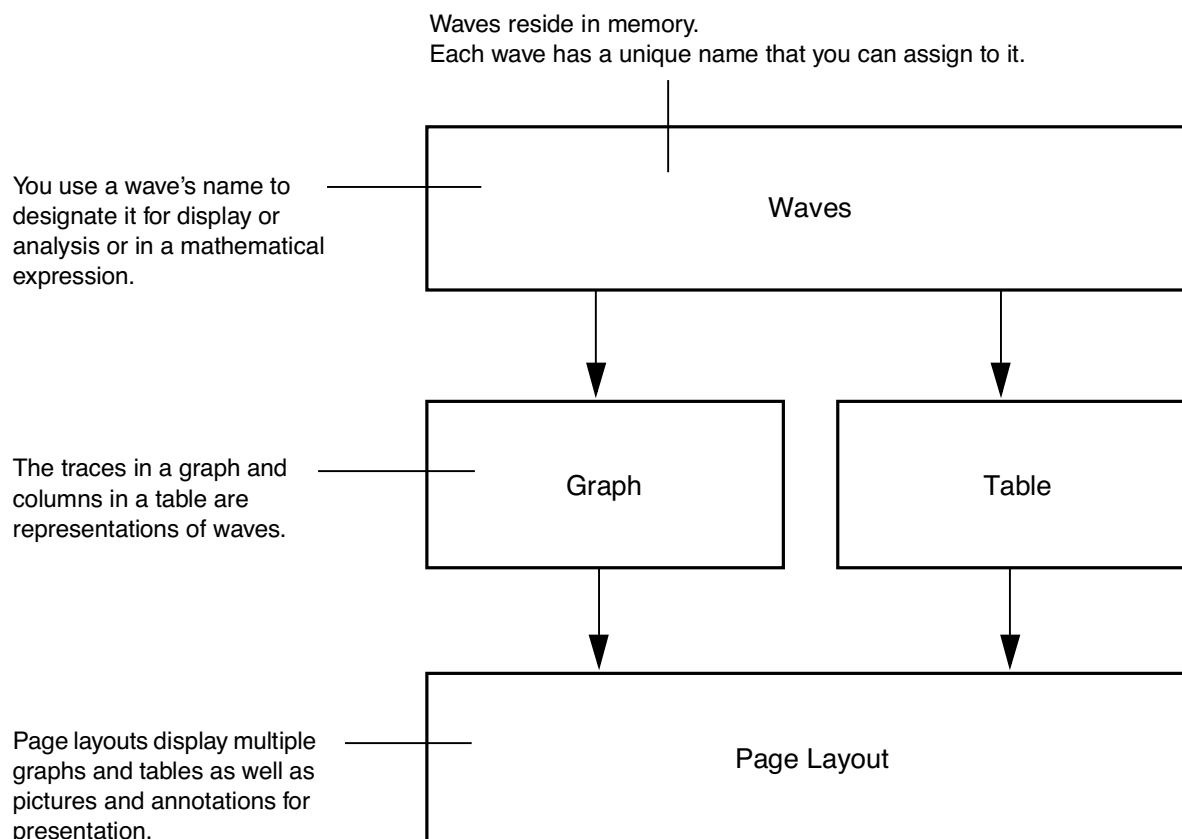 Waves reside in memory.
Each wave has a unique name that you can assign to it.
You use a wave’s name to
designate it for display or
analysis or in a mathematical
expression.
Waves
The traces in a graph and
columns in a table are
representations of waves.
Graph
Table
Page layouts display multiple
graphs and tables as well as
pictures and annotations for
presentation.
Page Layout